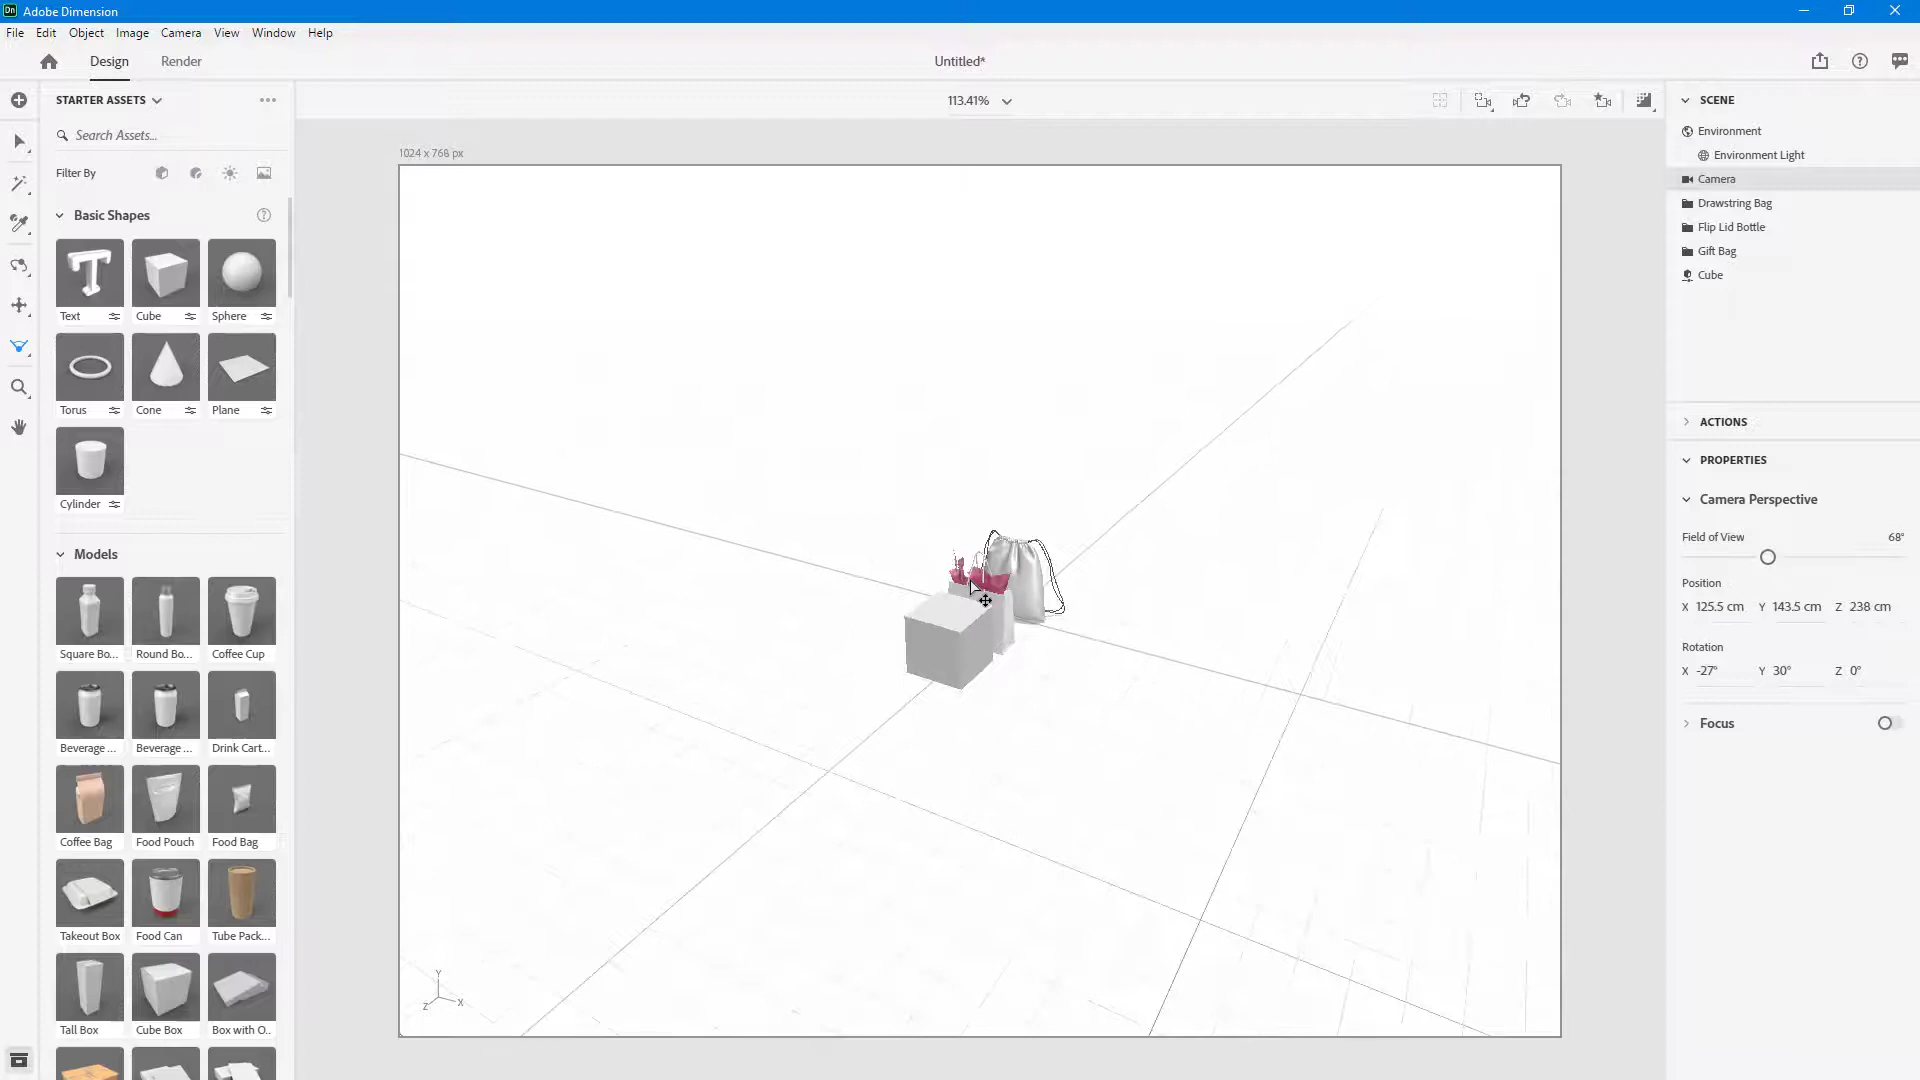 Dn Adobe Dimension
File Edit Object Image Camera View Window Help
Design Render Untitled*
STARTER ASSETS
113.41%
SCENE
Search Assets...
Environment
1024 x 768 px
Environment Light
Filter By
Camera
Drawstring Bag
Basic Shapes
Flip Lid Bottle
Gift Bag
Cube
Text Cube Sphere
Torus Cone Plane
ACTIONS
PROPERTIES
Cylinder
Camera Perspective
Field of View 68°
Models
Position
X 125.5 cm Y 143.5 cm Z 238 cm
Square Bo... Round Bo... Coffee Cup
Rotation
X -27° Y 30° Z 0°
Focus
Beverage ... Beverage ... Drink Cart...
Coffee Bag Food Pouch Food Bag
Takeout Box Food Can Tube Pack...
Y
Z X
Tall Box Cube Box Box with O..